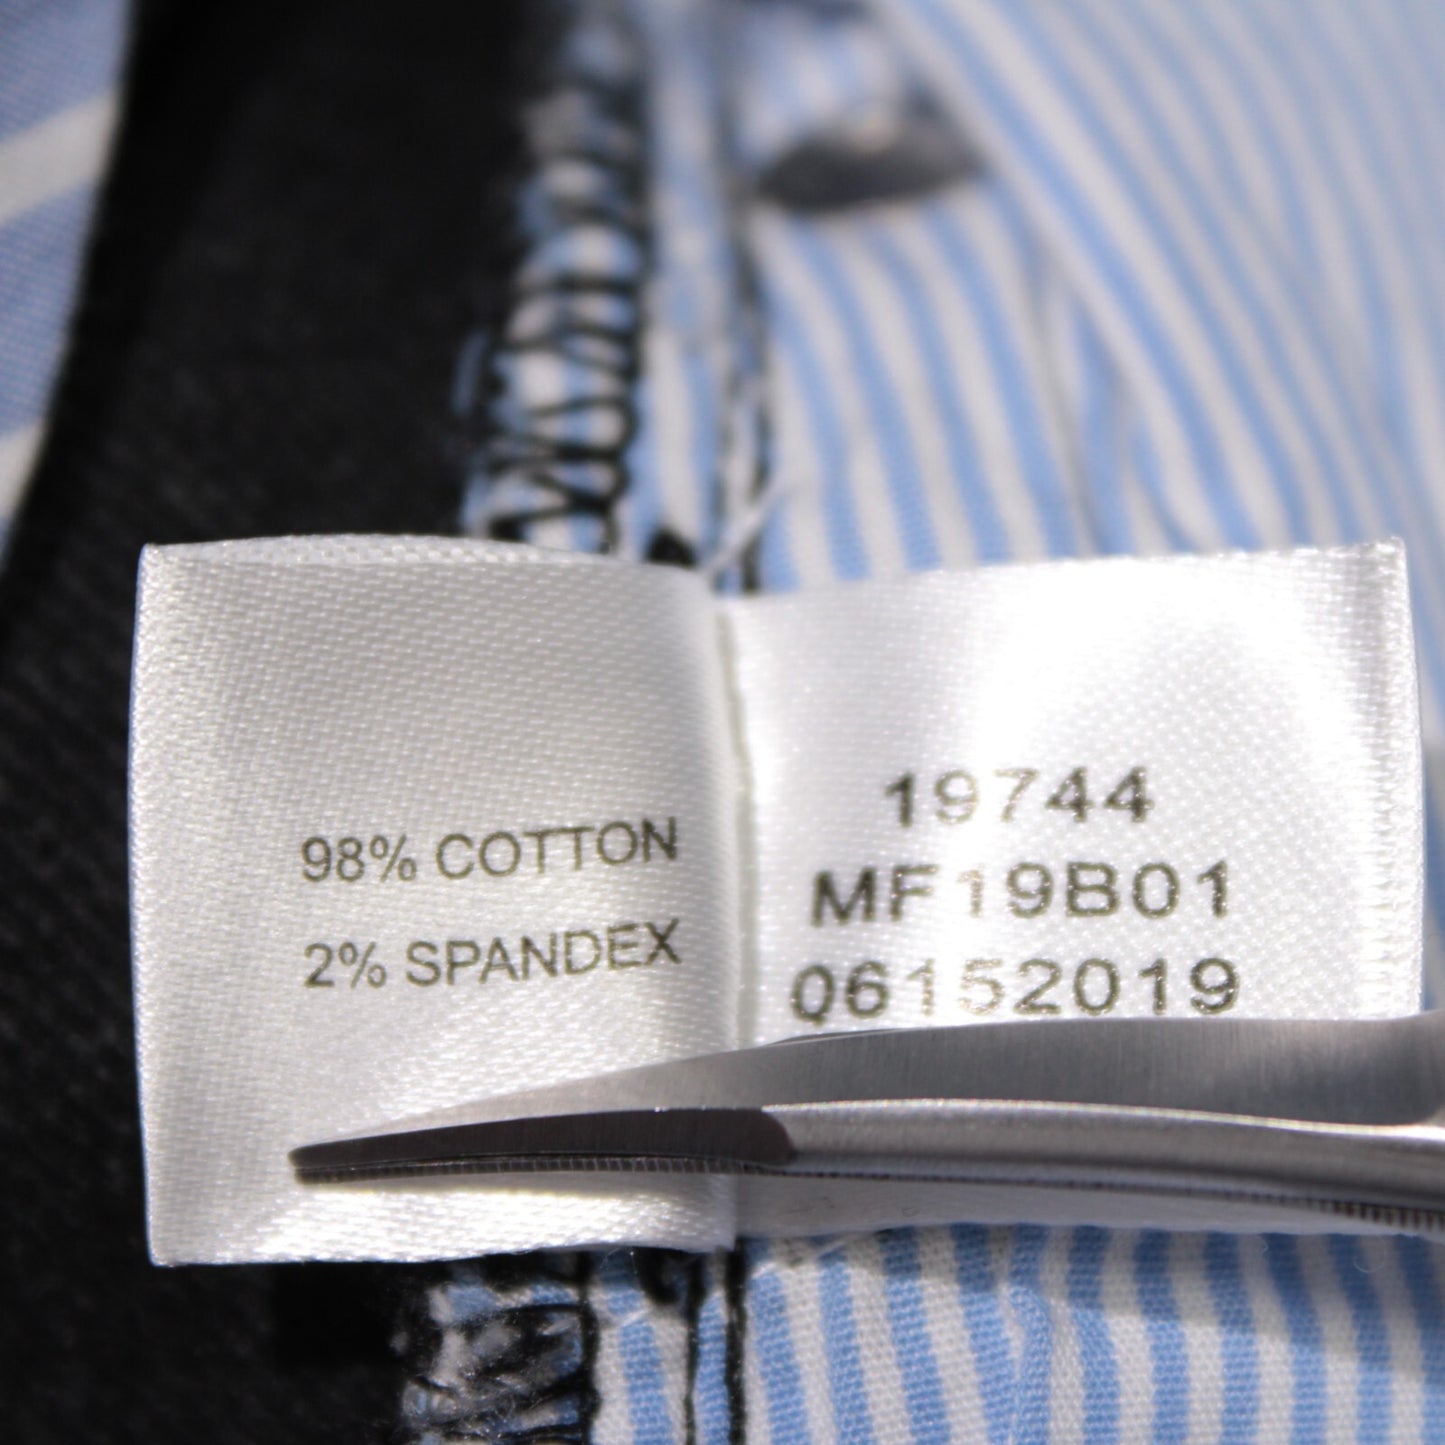 98% COTTON
2% SPANDEX
19744
MF19B01
06152019